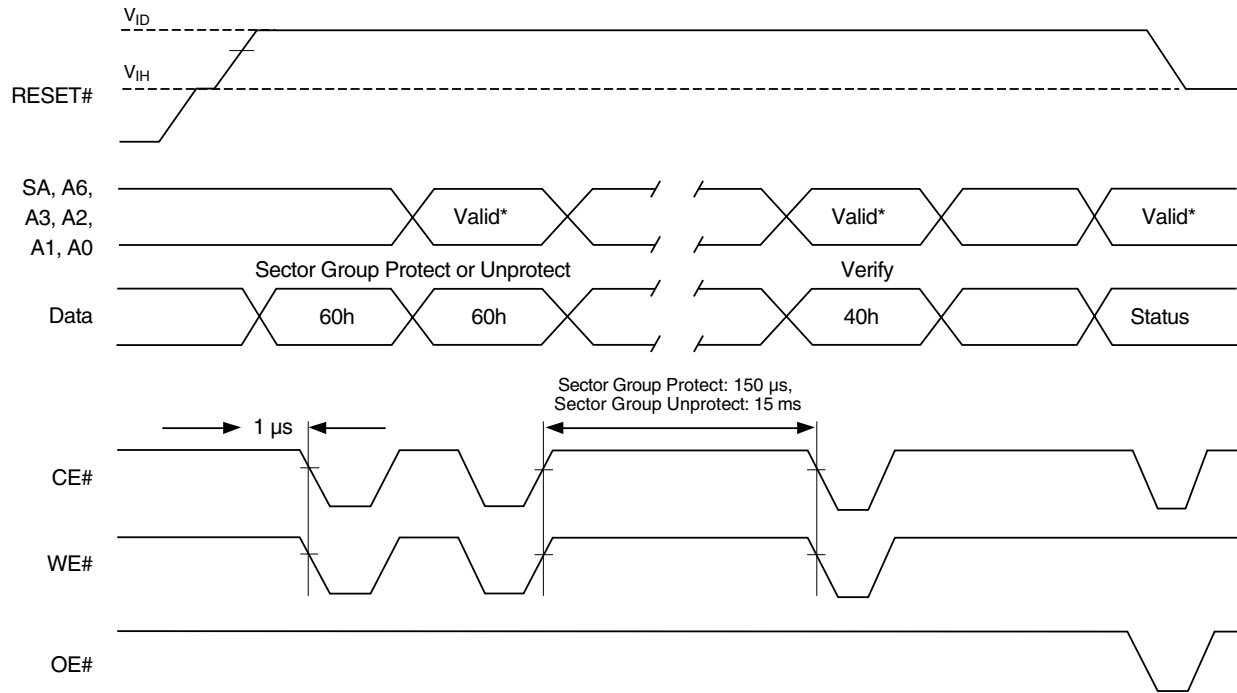 VID
VIH
RESET#
SA, A6,
A3, A2,
A1, A0
Valid*
Valid*
Valid*
Sector Group Protect or Unprotect
Verify
Data
60h
60h
40h
Status
Sector Group Protect: 150 µs,
Sector Group Unprotect: 15 ms
1 µs
CE#
WE#
OE#